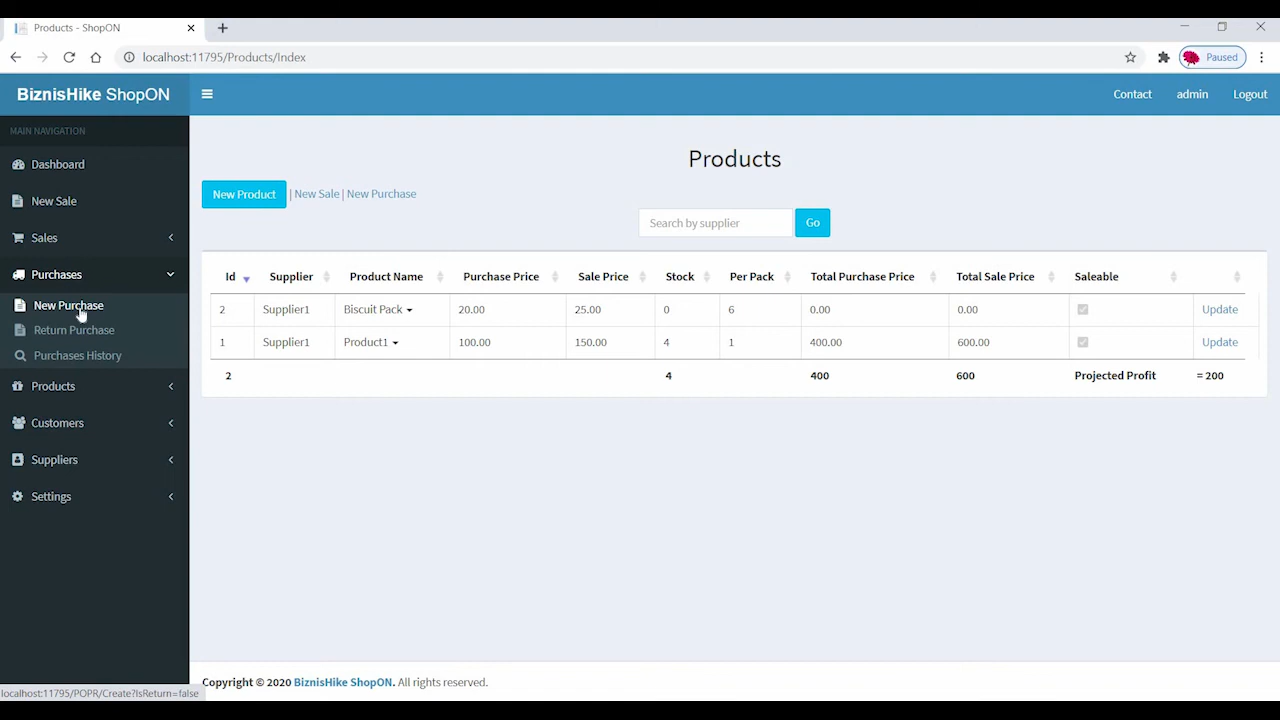 Products - ShopON
localhost:11795/Products/Index
Paused
BiznisHike ShopON
Contact admin Logout
MAIN NAVIGATION
Dashboard
New Sale
Sales
Purchases
New Purchase
Return Purchase
Purchases History
Products
Customers
Suppliers
Settings
Products
New Product | New Sale | New Purchase
Search by supplier Go
Id Supplier Product Name Purchase Price Sale Price Stock Per Pack Total Purchase Price Total Sale Price Saleable
2 Supplier1 Biscuit Pack 20.00 25.00 0 6 0.00 0.00 Update
1 Supplier1 Product1 100.00 150.00 4 1 400.00 600.00 Update
2 4 400 600 Projected Profit = 200
Copyright © 2020 BiznisHike ShopON. All rights reserved.
localhost:11795/POPR/Create?IsReturn=false